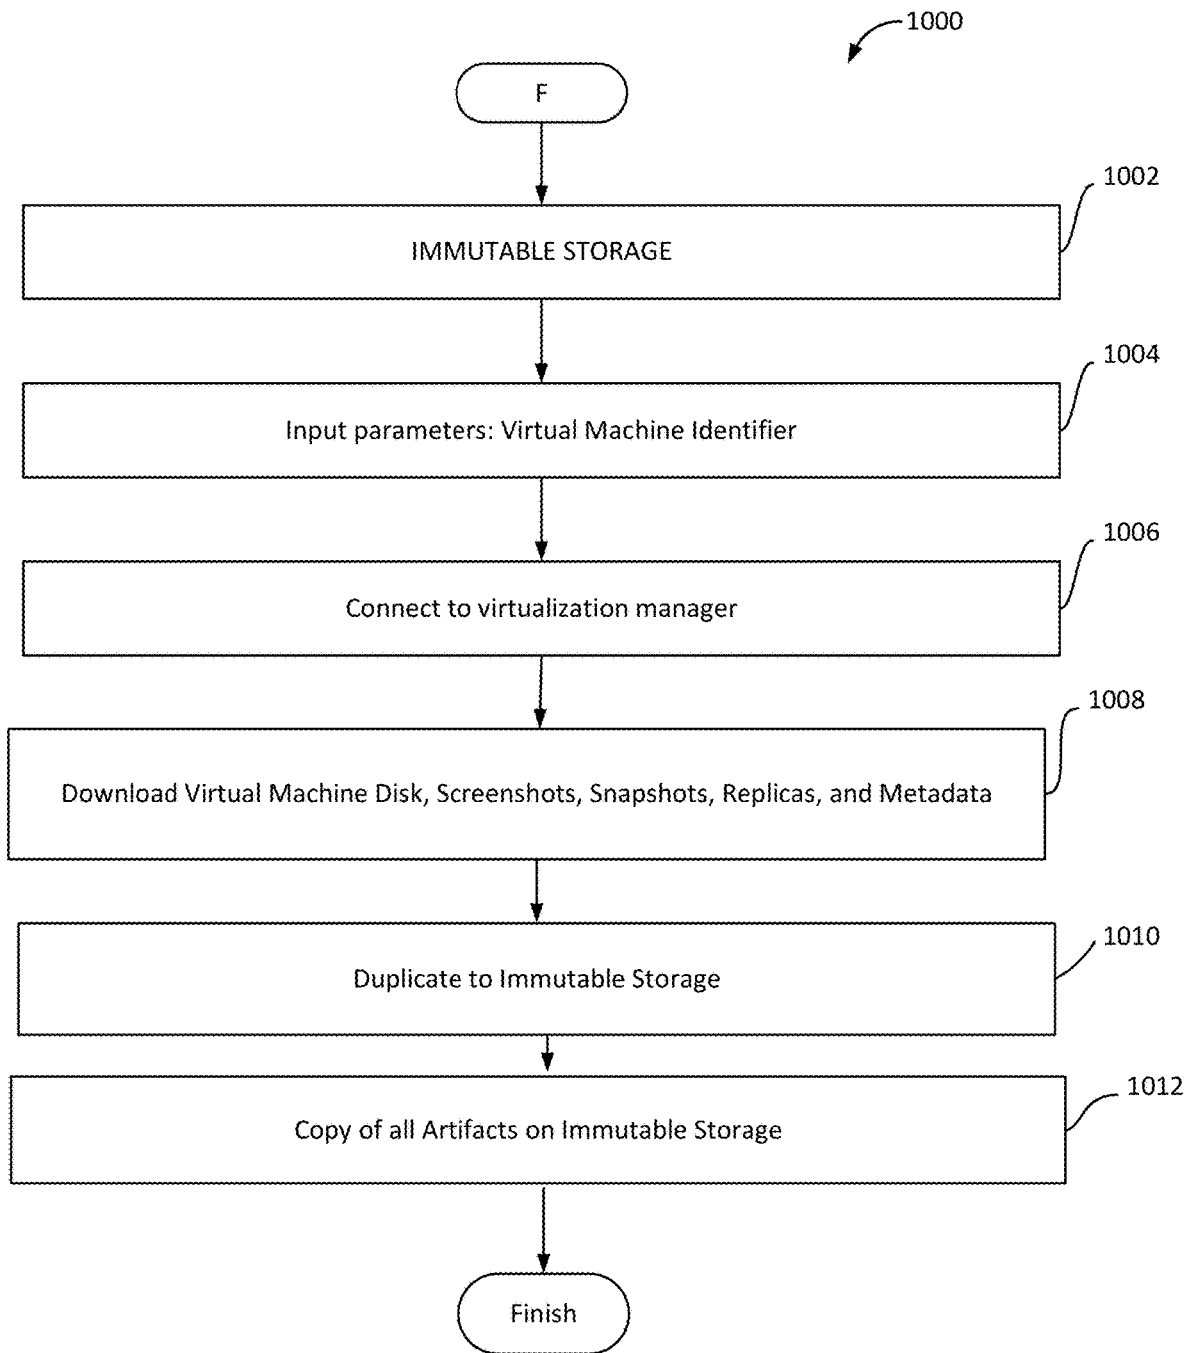 1000
F
1002
IMMUTABLE STORAGE
1004
Input parameters: Virtual Machine Identifier
1006
Connect to virtualization manager
1008
Download Virtual Machine Disk, Screenshots, Snapshots, Replicas, and Metadata
1010
Duplicate to Immutable Storage
1012
Copy of all Artifacts on Immutable Storage
Finish